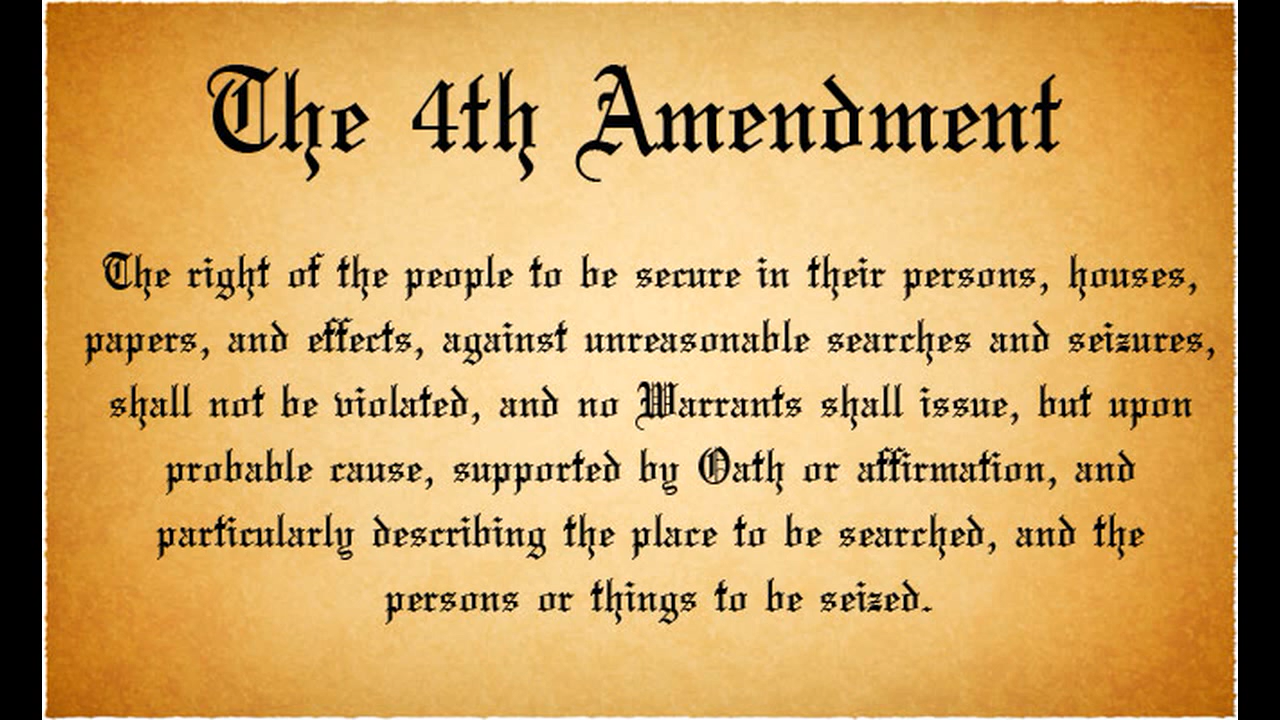 The 4th Amendment
The right of the people to be secure in their persons, houses,
papers, and effects, against unreasonable searches and seizures,
shall not be violated, and no Warrants shall issue, but upon
probable cause, supported by Oath or affirmation, and
particularly describing the place to be searched, and the
persons or things to be seized.